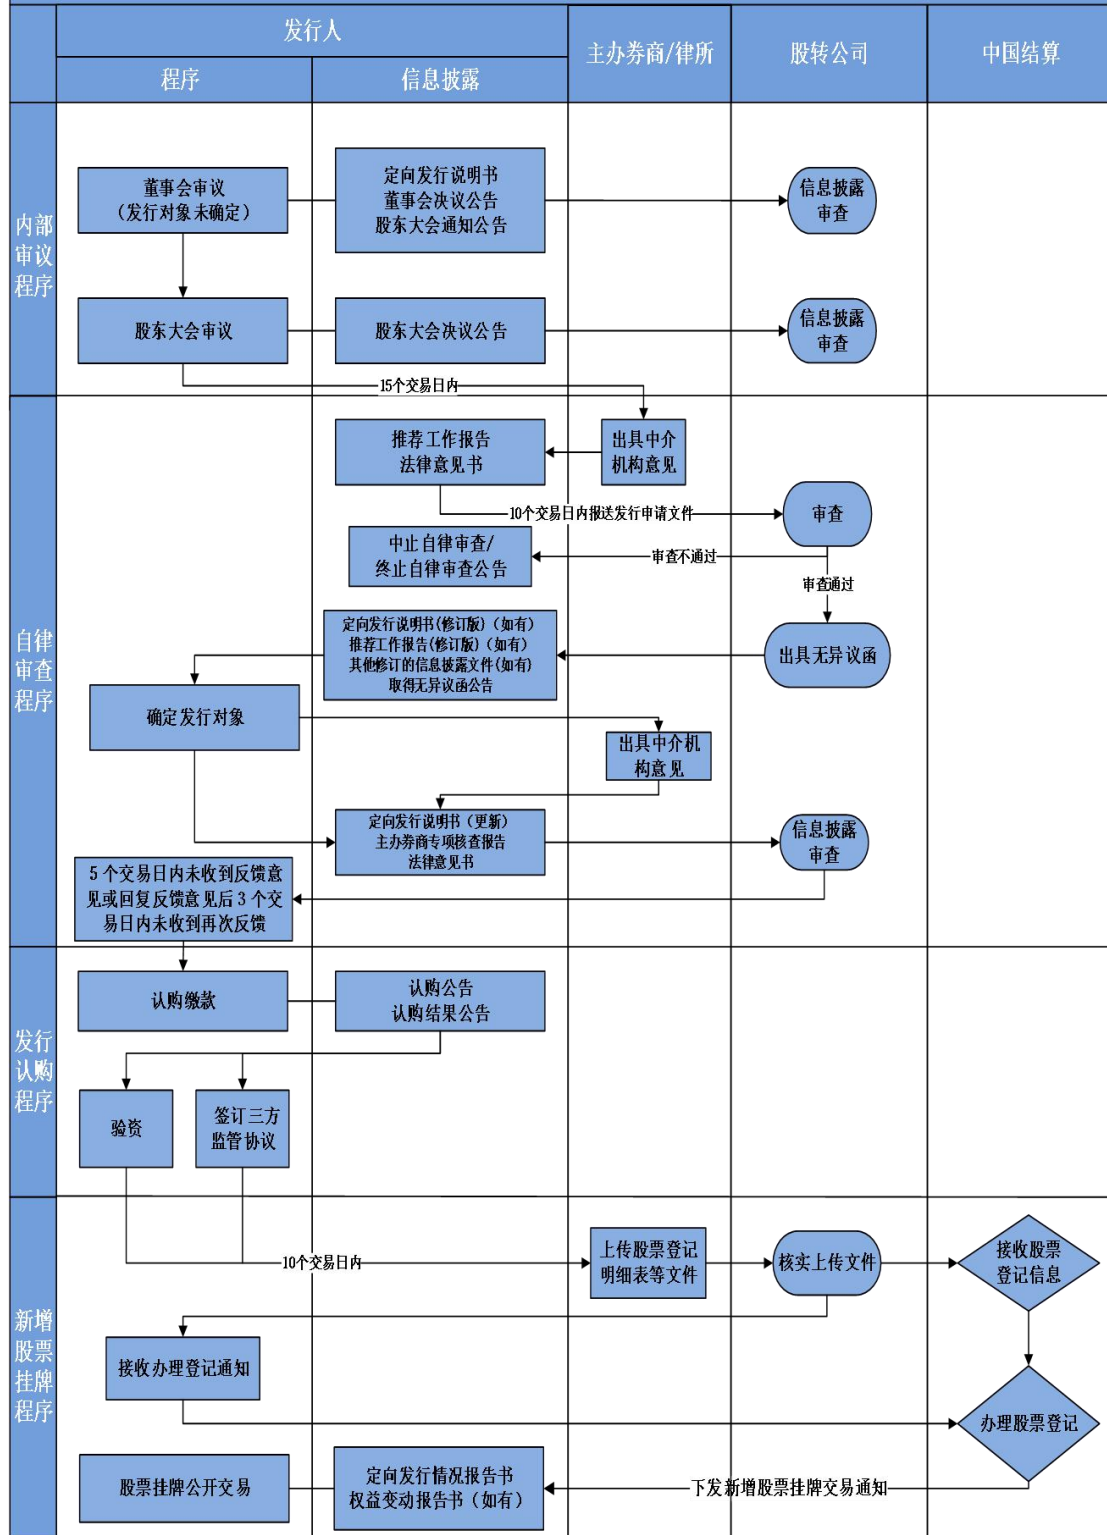 发行人
主办券商/律所
股转公司
中国结算
程序
信息披露
内部
审议
程序
董事会审议
（发行对象未确定）
定向发行说明书
董事会决议公告
股东大会通知公告
信息披露
审查
股东大会审议
股东大会决议公告
信息披露
审查
15个交易日内
自律
审查
程序
推荐工作报告
法律意见书
出具中介
机构意见
10个交易日内报送发行申请文件
审查
中止自律审查/
终止自律审查公告
审查不通过
审查通过
定向发行说明书(修订版)（如有）
推荐工作报告(修订版)（如有）
其他修订的信息披露文件(如有)
取得无异议函公告
出具无异议函
确定发行对象
出具中介机
构意见
定向发行说明书（更新）
主办券商专项核查报告
法律意见书
信息披露
审查
5 个交易日内未收到反馈意
见或回复反馈意见后 3 个交
易日内未收到再次反馈
发行
认购
程序
认购缴款
认购公告
认购结果公告
验资
签订三方
监管协议
新增
股票
挂牌
程序
10个交易日内
上传股票登记
明细表等文件
核实上传文件
接收股票
登记信息
接收办理登记通知
办理股票登记
股票挂牌公开交易
定向发行情况报告书
权益变动报告书（如有）
下发新增股票挂牌交易通知